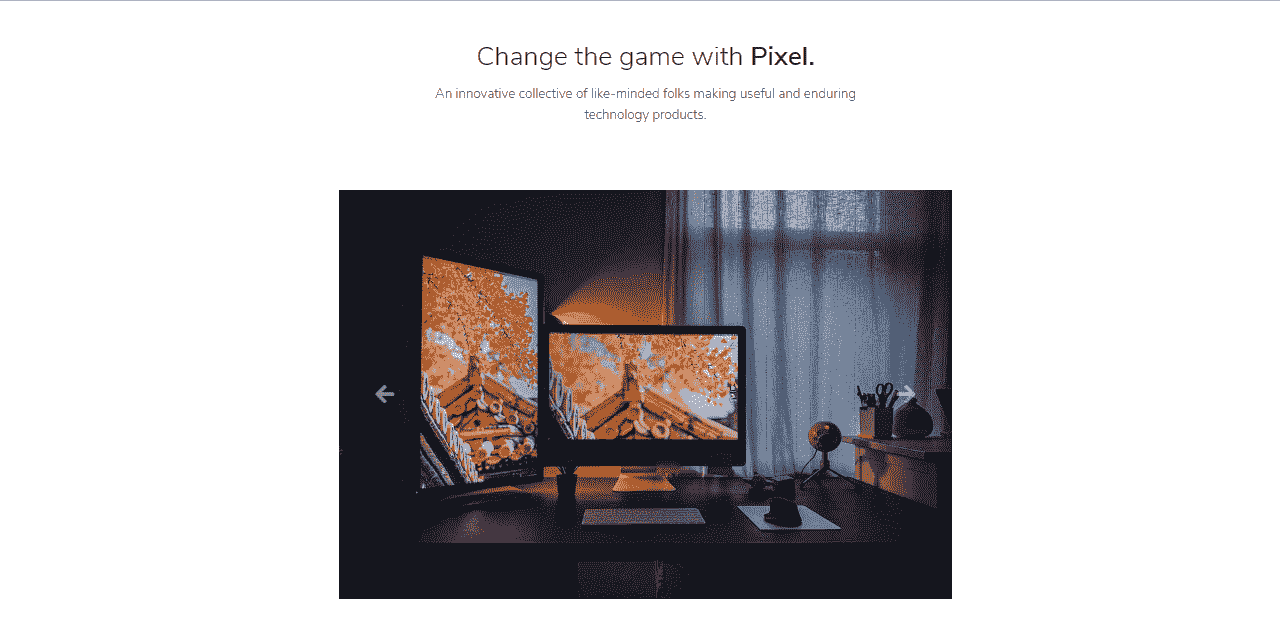 Change the game with Pixel.
An innovative collective of like-minded folks making useful and enduring
technology products.